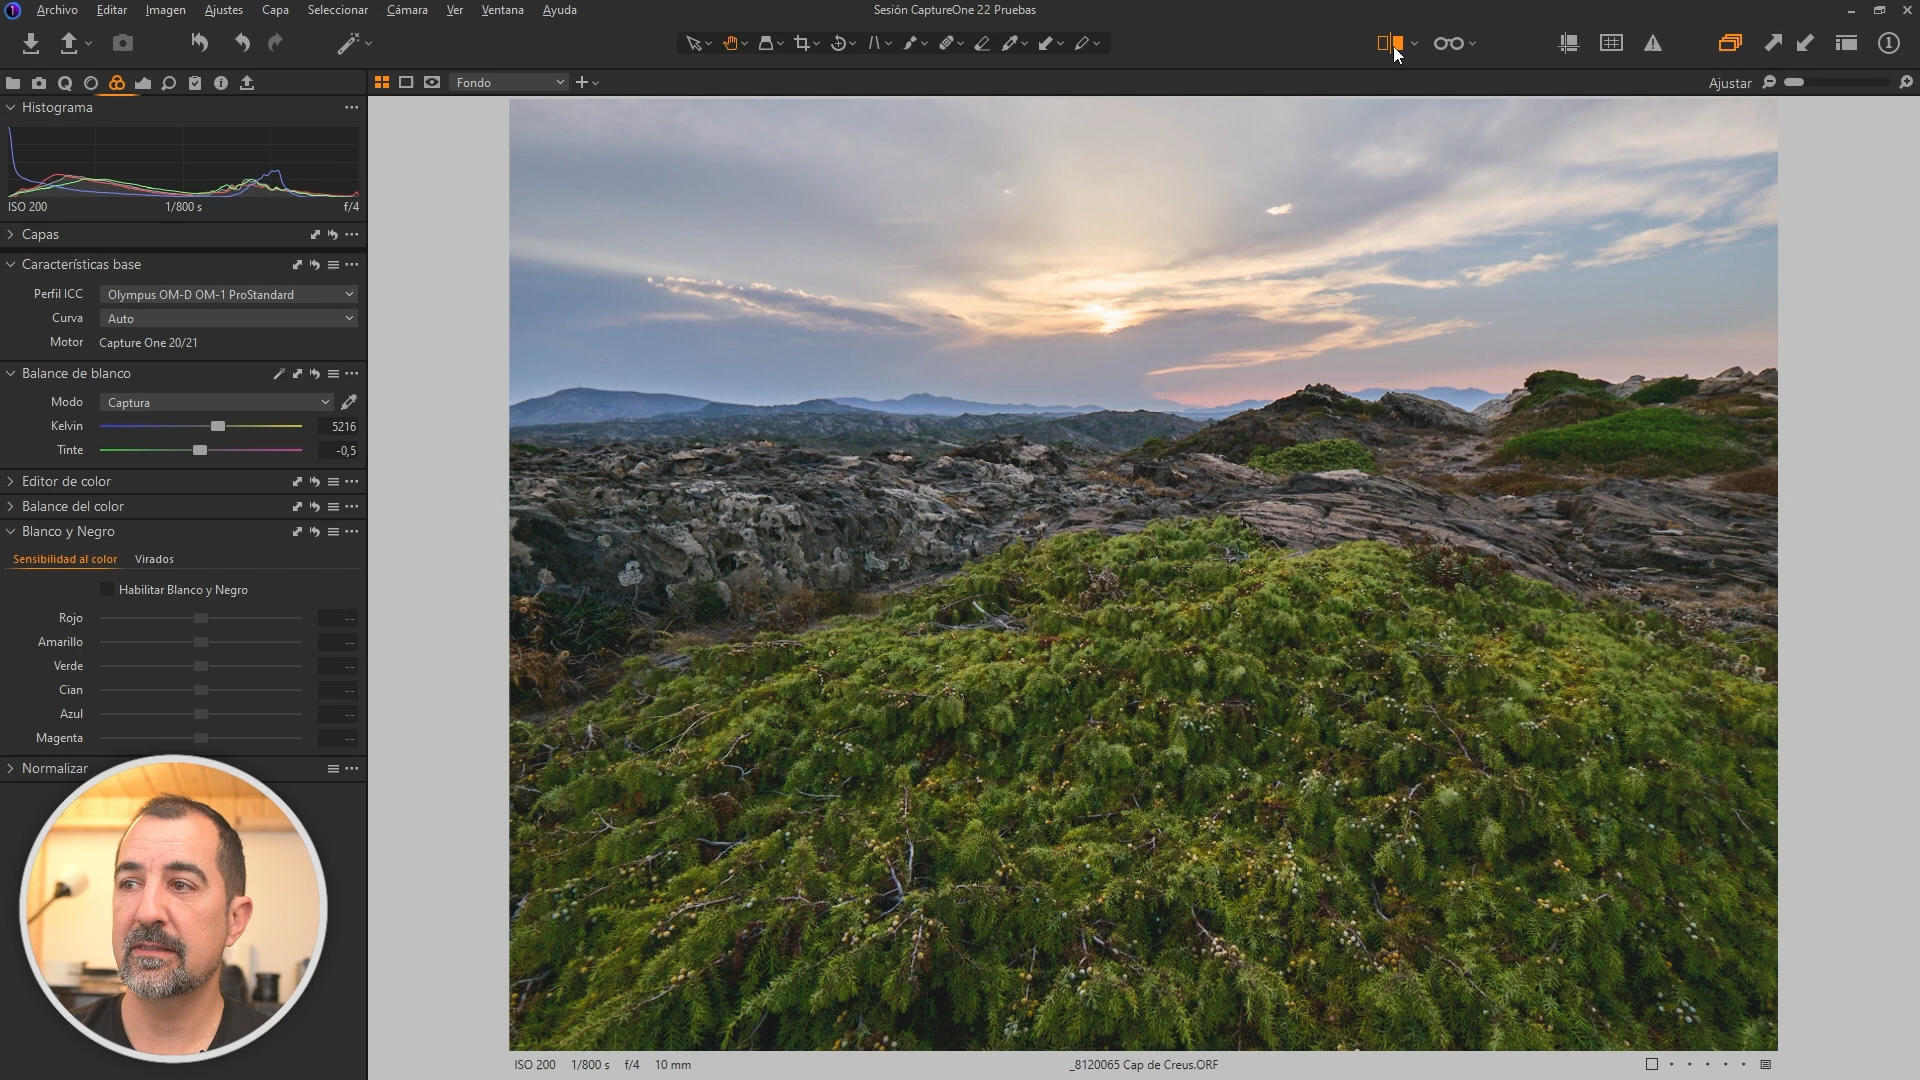 Archivo Editar Imagen Ajustes Capa Seleccionar Cámara Ver Ventana Ayuda
Sesión CaptureOne 22 Pruebas
Fondo
Ajustar
Histograma
ISO 200 1/800 s f/4
Capas
Características base
Perfil ICC Olympus OM-D OM-1 ProStandard
Curva Auto
Motor Capture One 20/21
Balance de blanco
Modo Captura
Kelvin 5216
Tinte -0,5
Editor de color
Balance del color
Blanco y Negro
Sensibilidad al color Virados
Habilitar Blanco y Negro
Rojo --
Amarillo --
Verde --
Cian --
Azul --
Magenta --
Normalizar
ISO 200 1/800 s f/4 10 mm
_8120065 Cap de Creus.ORF